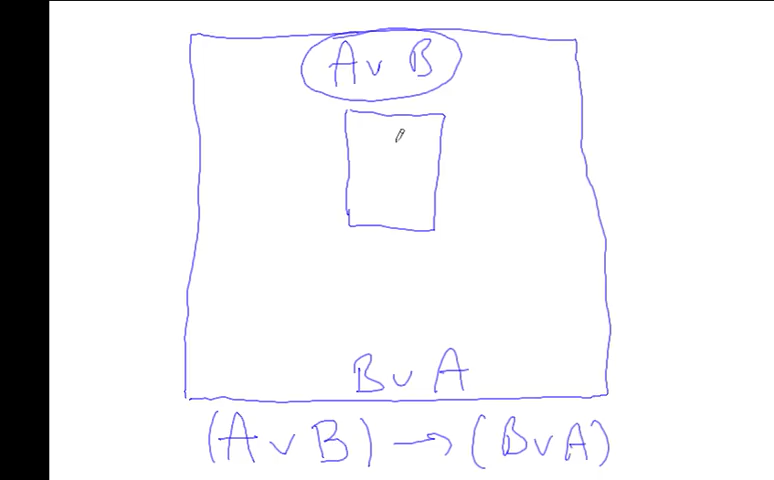 A ∨ B
B ∨ A
(A ∨ B) → (B ∨ A)